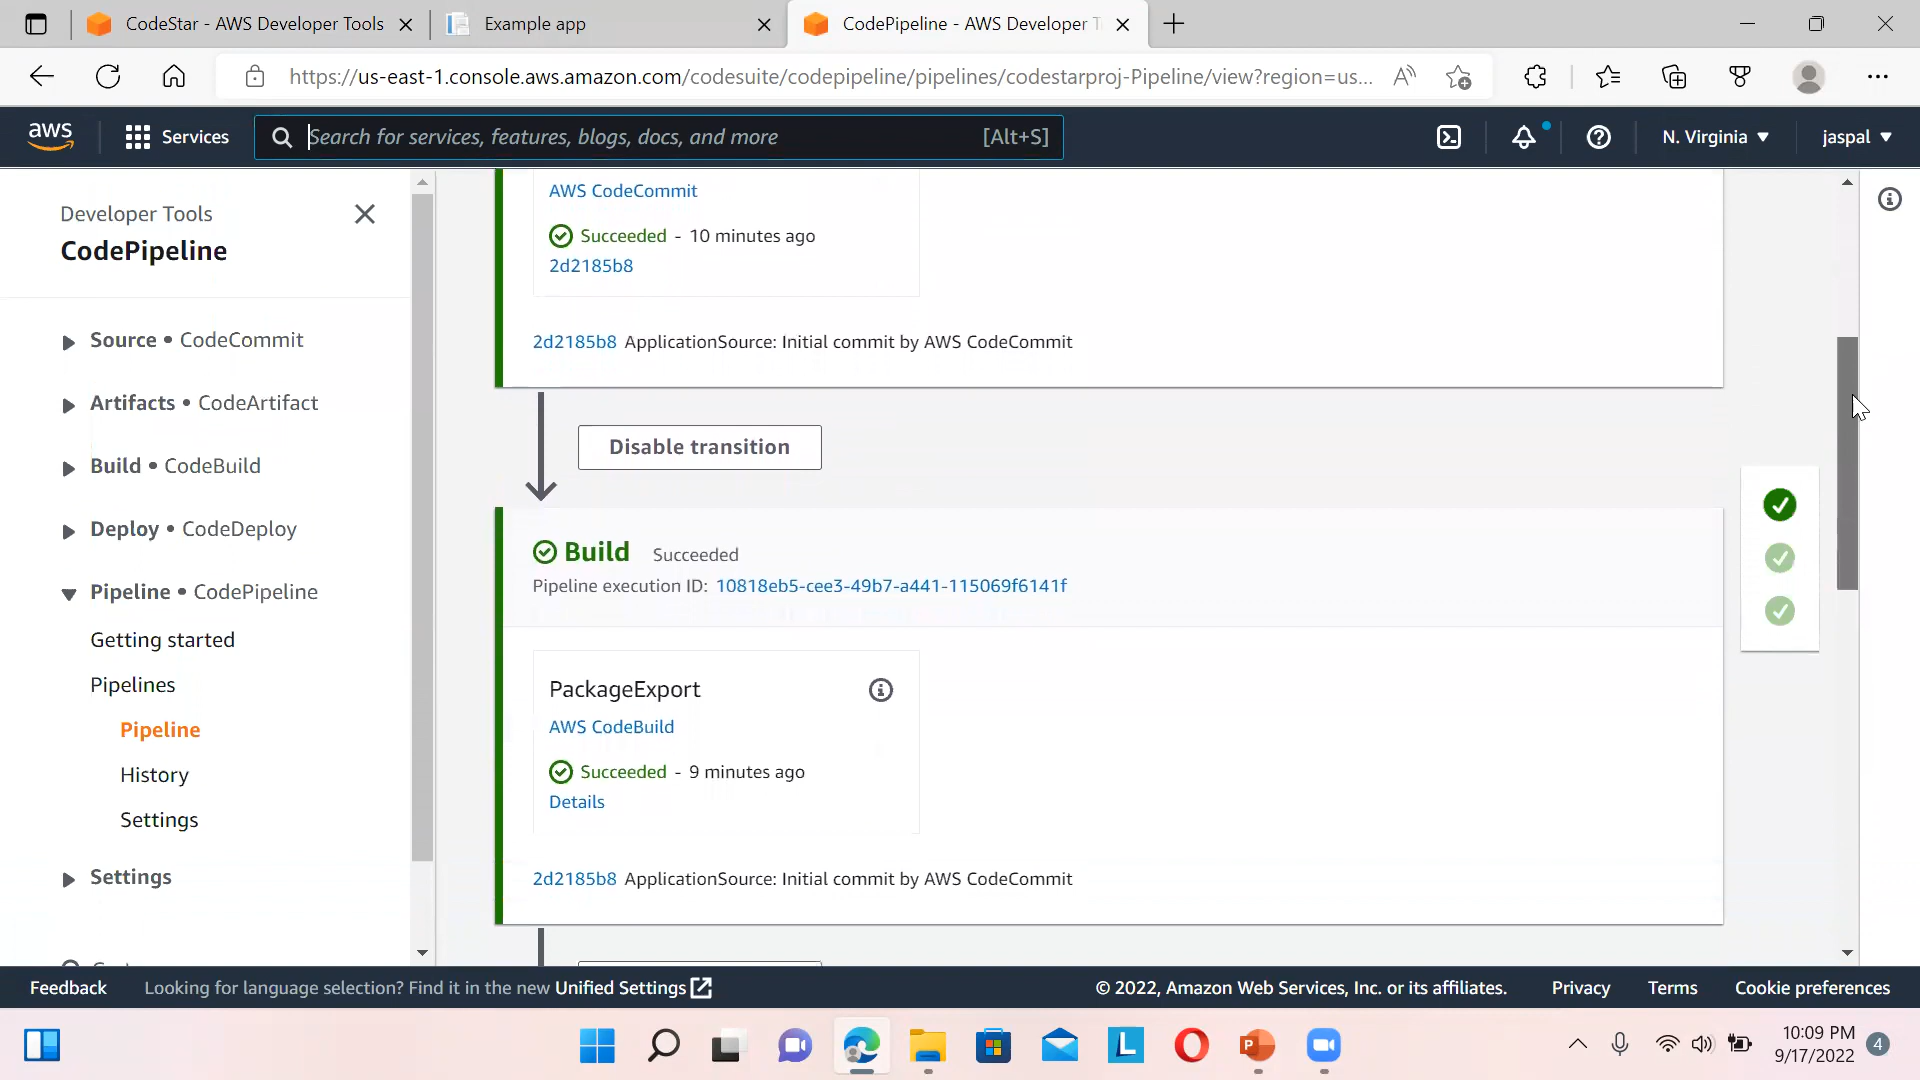 CodeStar - AWS Developer Tools
Example app
CodePipeline - AWS Developer T
https://us-east-1.console.aws.amazon.com/codesuite/codepipeline/pipelines/codestarproj-Pipeline/view?region=us...
aws
Services
Search for services, features, blogs, docs, and more
[Alt+S]
N. Virginia
jaspal
Developer Tools
CodePipeline
Source • CodeCommit
Artifacts • CodeArtifact
Build • CodeBuild
Deploy • CodeDeploy
Pipeline • CodePipeline
Getting started
Pipelines
Pipeline
History
Settings
Settings
AWS CodeCommit
Succeeded - 10 minutes ago
2d2185b8
2d2185b8 ApplicationSource: Initial commit by AWS CodeCommit
Disable transition
Build Succeeded
Pipeline execution ID: 10818eb5-cee3-49b7-a441-115069f6141f
PackageExport
AWS CodeBuild
Succeeded - 9 minutes ago
Details
2d2185b8 ApplicationSource: Initial commit by AWS CodeCommit
Feedback
Looking for language selection? Find it in the new Unified Settings
© 2022, Amazon Web Services, Inc. or its affiliates.
Privacy
Terms
Cookie preferences
10:09 PM
9/17/2022
4